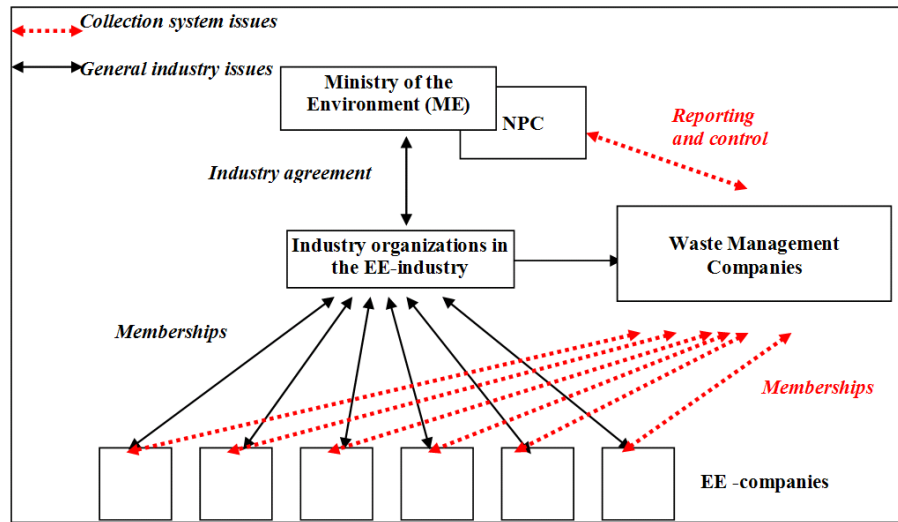 Collection system issues
General industry issues
Ministry of the
Environment (ME)
NPC
Reporting
and control
Industry agreement
Industry organizations in
the EE-industry
Waste Management
Companies
Memberships
Memberships
EE -companies